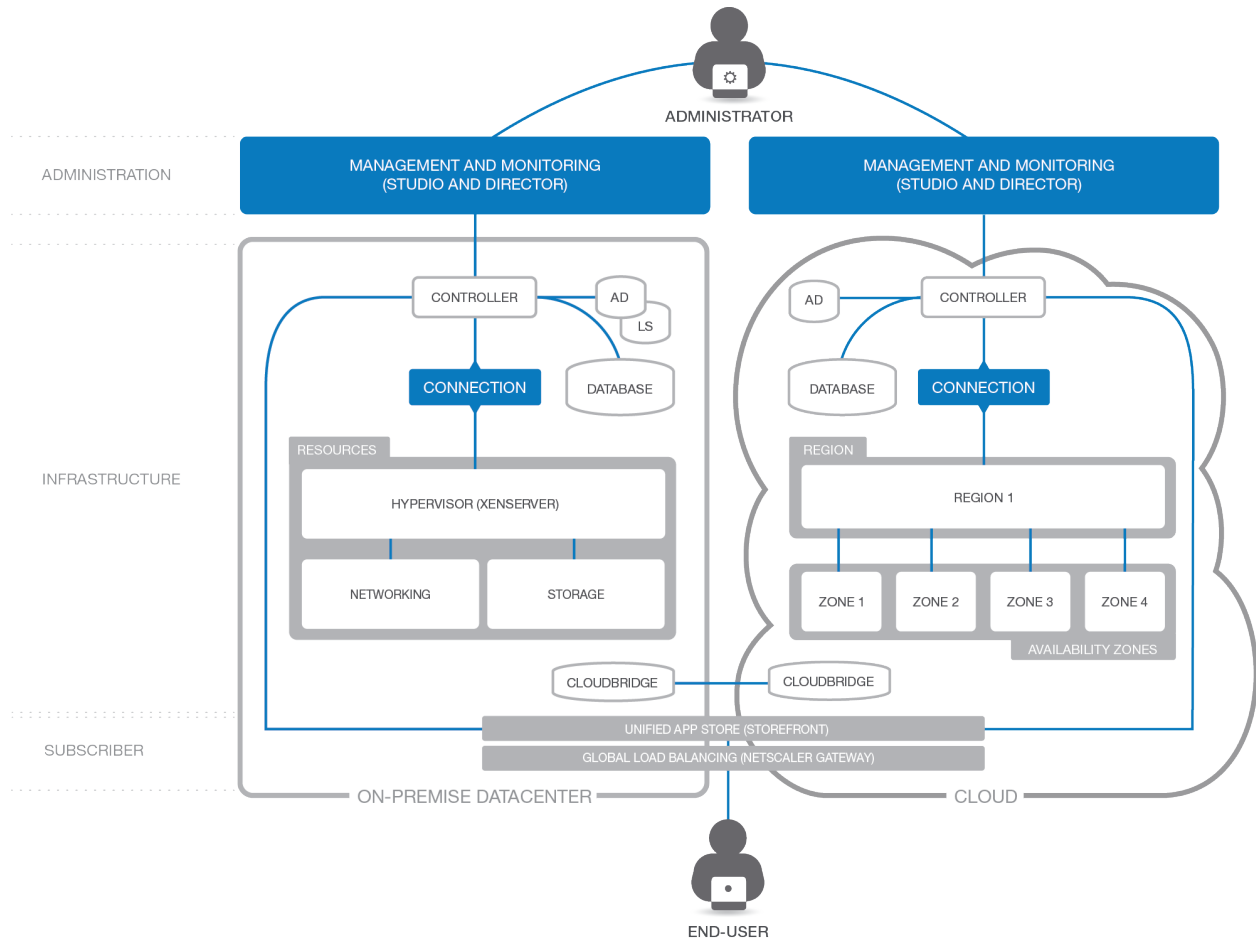 ADMINISTRATOR
ADMINISTRATION
MANAGEMENT AND MONITORING
(STUDIO AND DIRECTOR)
MANAGEMENT AND MONITORING
(STUDIO AND DIRECTOR)
INFRASTRUCTURE
CONTROLLER
AD
LS
DATABASE
CONNECTION
RESOURCES
HYPERVISOR (XENSERVER)
NETWORKING
STORAGE
CLOUDBRIDGE
AD
CONTROLLER
DATABASE
CONNECTION
REGION
REGION 1
ZONE 1
ZONE 2
ZONE 3
ZONE 4
AVAILABILITY ZONES
CLOUDBRIDGE
SUBSCRIBER
UNIFIED APP STORE (STOREFRONT)
GLOBAL LOAD BALANCING (NETSCALER GATEWAY)
ON-PREMISE DATACENTER
CLOUD
END-USER